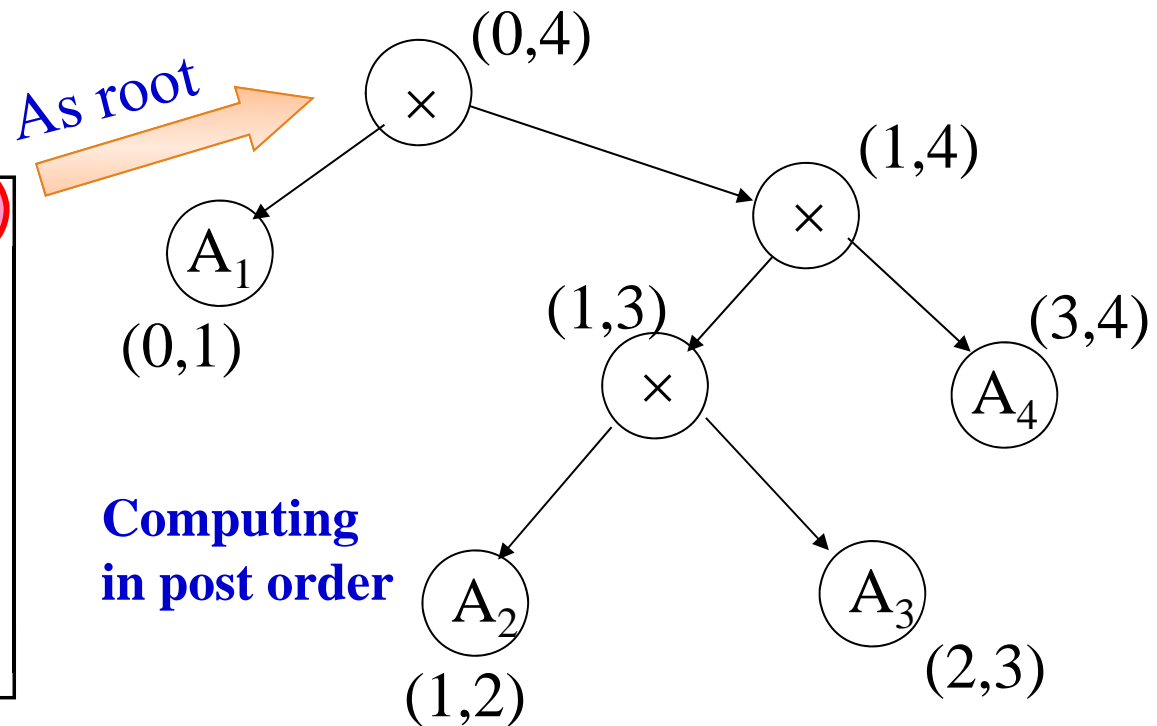 (0,4)
As root
×
(1,4)
×
A₁
(1,3)
(3,4)
(0,1)
×
A₄
Computing
in post order
A₂
A₃
(2,3)
(1,2)